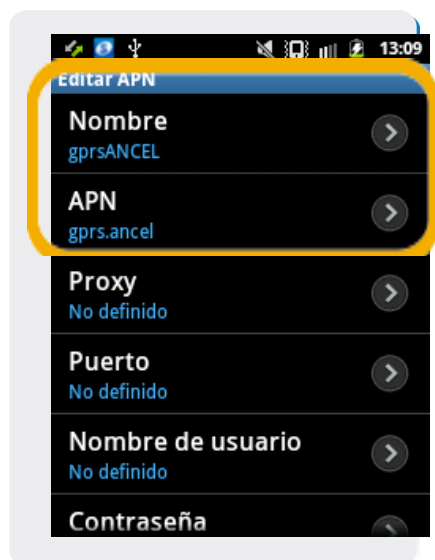 13:09
Editar APN
Nombre
gprsANCEL
APN
gprs.ancel
Proxy
No definido
Puerto
No definido
Nombre de usuario
No definido
Contraseña